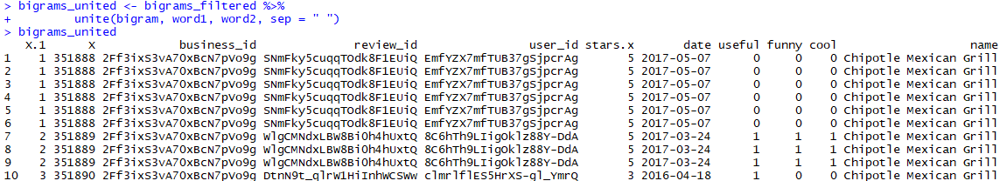 > bigrams_united <- bigrams_filtered %>%
+ unite(bigram, word1, word2, sep = " ")
> bigrams_united
X.1 X business_id review_id user_id stars.x date useful funny cool name
1 1 351888 2Ff3ixS3vA70xBcN7pVo9g SNmFky5cuqqTOdk8F1EUiQ EmfYZX7mfTUB37gSjpcrAg 5 2017-05-07 0 0 0 Chipotle Mexican Grill
2 1 351888 2Ff3ixS3vA70xBcN7pVo9g SNmFky5cuqqTOdk8F1EUiQ EmfYZX7mfTUB37gSjpcrAg 5 2017-05-07 0 0 0 Chipotle Mexican Grill
3 1 351888 2Ff3ixS3vA70xBcN7pVo9g SNmFky5cuqqTOdk8F1EUiQ EmfYZX7mfTUB37gSjpcrAg 5 2017-05-07 0 0 0 Chipotle Mexican Grill
4 1 351888 2Ff3ixS3vA70xBcN7pVo9g SNmFky5cuqqTOdk8F1EUiQ EmfYZX7mfTUB37gSjpcrAg 5 2017-05-07 0 0 0 Chipotle Mexican Grill
5 1 351888 2Ff3ixS3vA70xBcN7pVo9g SNmFky5cuqqTOdk8F1EUiQ EmfYZX7mfTUB37gSjpcrAg 5 2017-05-07 0 0 0 Chipotle Mexican Grill
6 1 351888 2Ff3ixS3vA70xBcN7pVo9g SNmFky5cuqqTOdk8F1EUiQ EmfYZX7mfTUB37gSjpcrAg 5 2017-05-07 0 0 0 Chipotle Mexican Grill
7 2 351889 2Ff3ixS3vA70xBcN7pVo9g WlgCMNdxLBW8Bi0h4hUxtQ 8C6hTh9LIigOklz88Y-DdA 5 2017-03-24 1 1 1 Chipotle Mexican Grill
8 2 351889 2Ff3ixS3vA70xBcN7pVo9g WlgCMNdxLBW8Bi0h4hUxtQ 8C6hTh9LIigOklz88Y-DdA 5 2017-03-24 1 1 1 Chipotle Mexican Grill
9 2 351889 2Ff3ixS3vA70xBcN7pVo9g WlgCMNdxLBW8Bi0h4hUxtQ 8C6hTh9LIigOklz88Y-DdA 5 2017-03-24 1 1 1 Chipotle Mexican Grill
10 3 351890 2Ff3ixS3vA70xBcN7pVo9g DtnN9t_qlrW1HiInhWCSWw clmrlflES5HrXS-ql_YmrQ 3 2016-04-18 1 0 0 Chipotle Mexican Grill